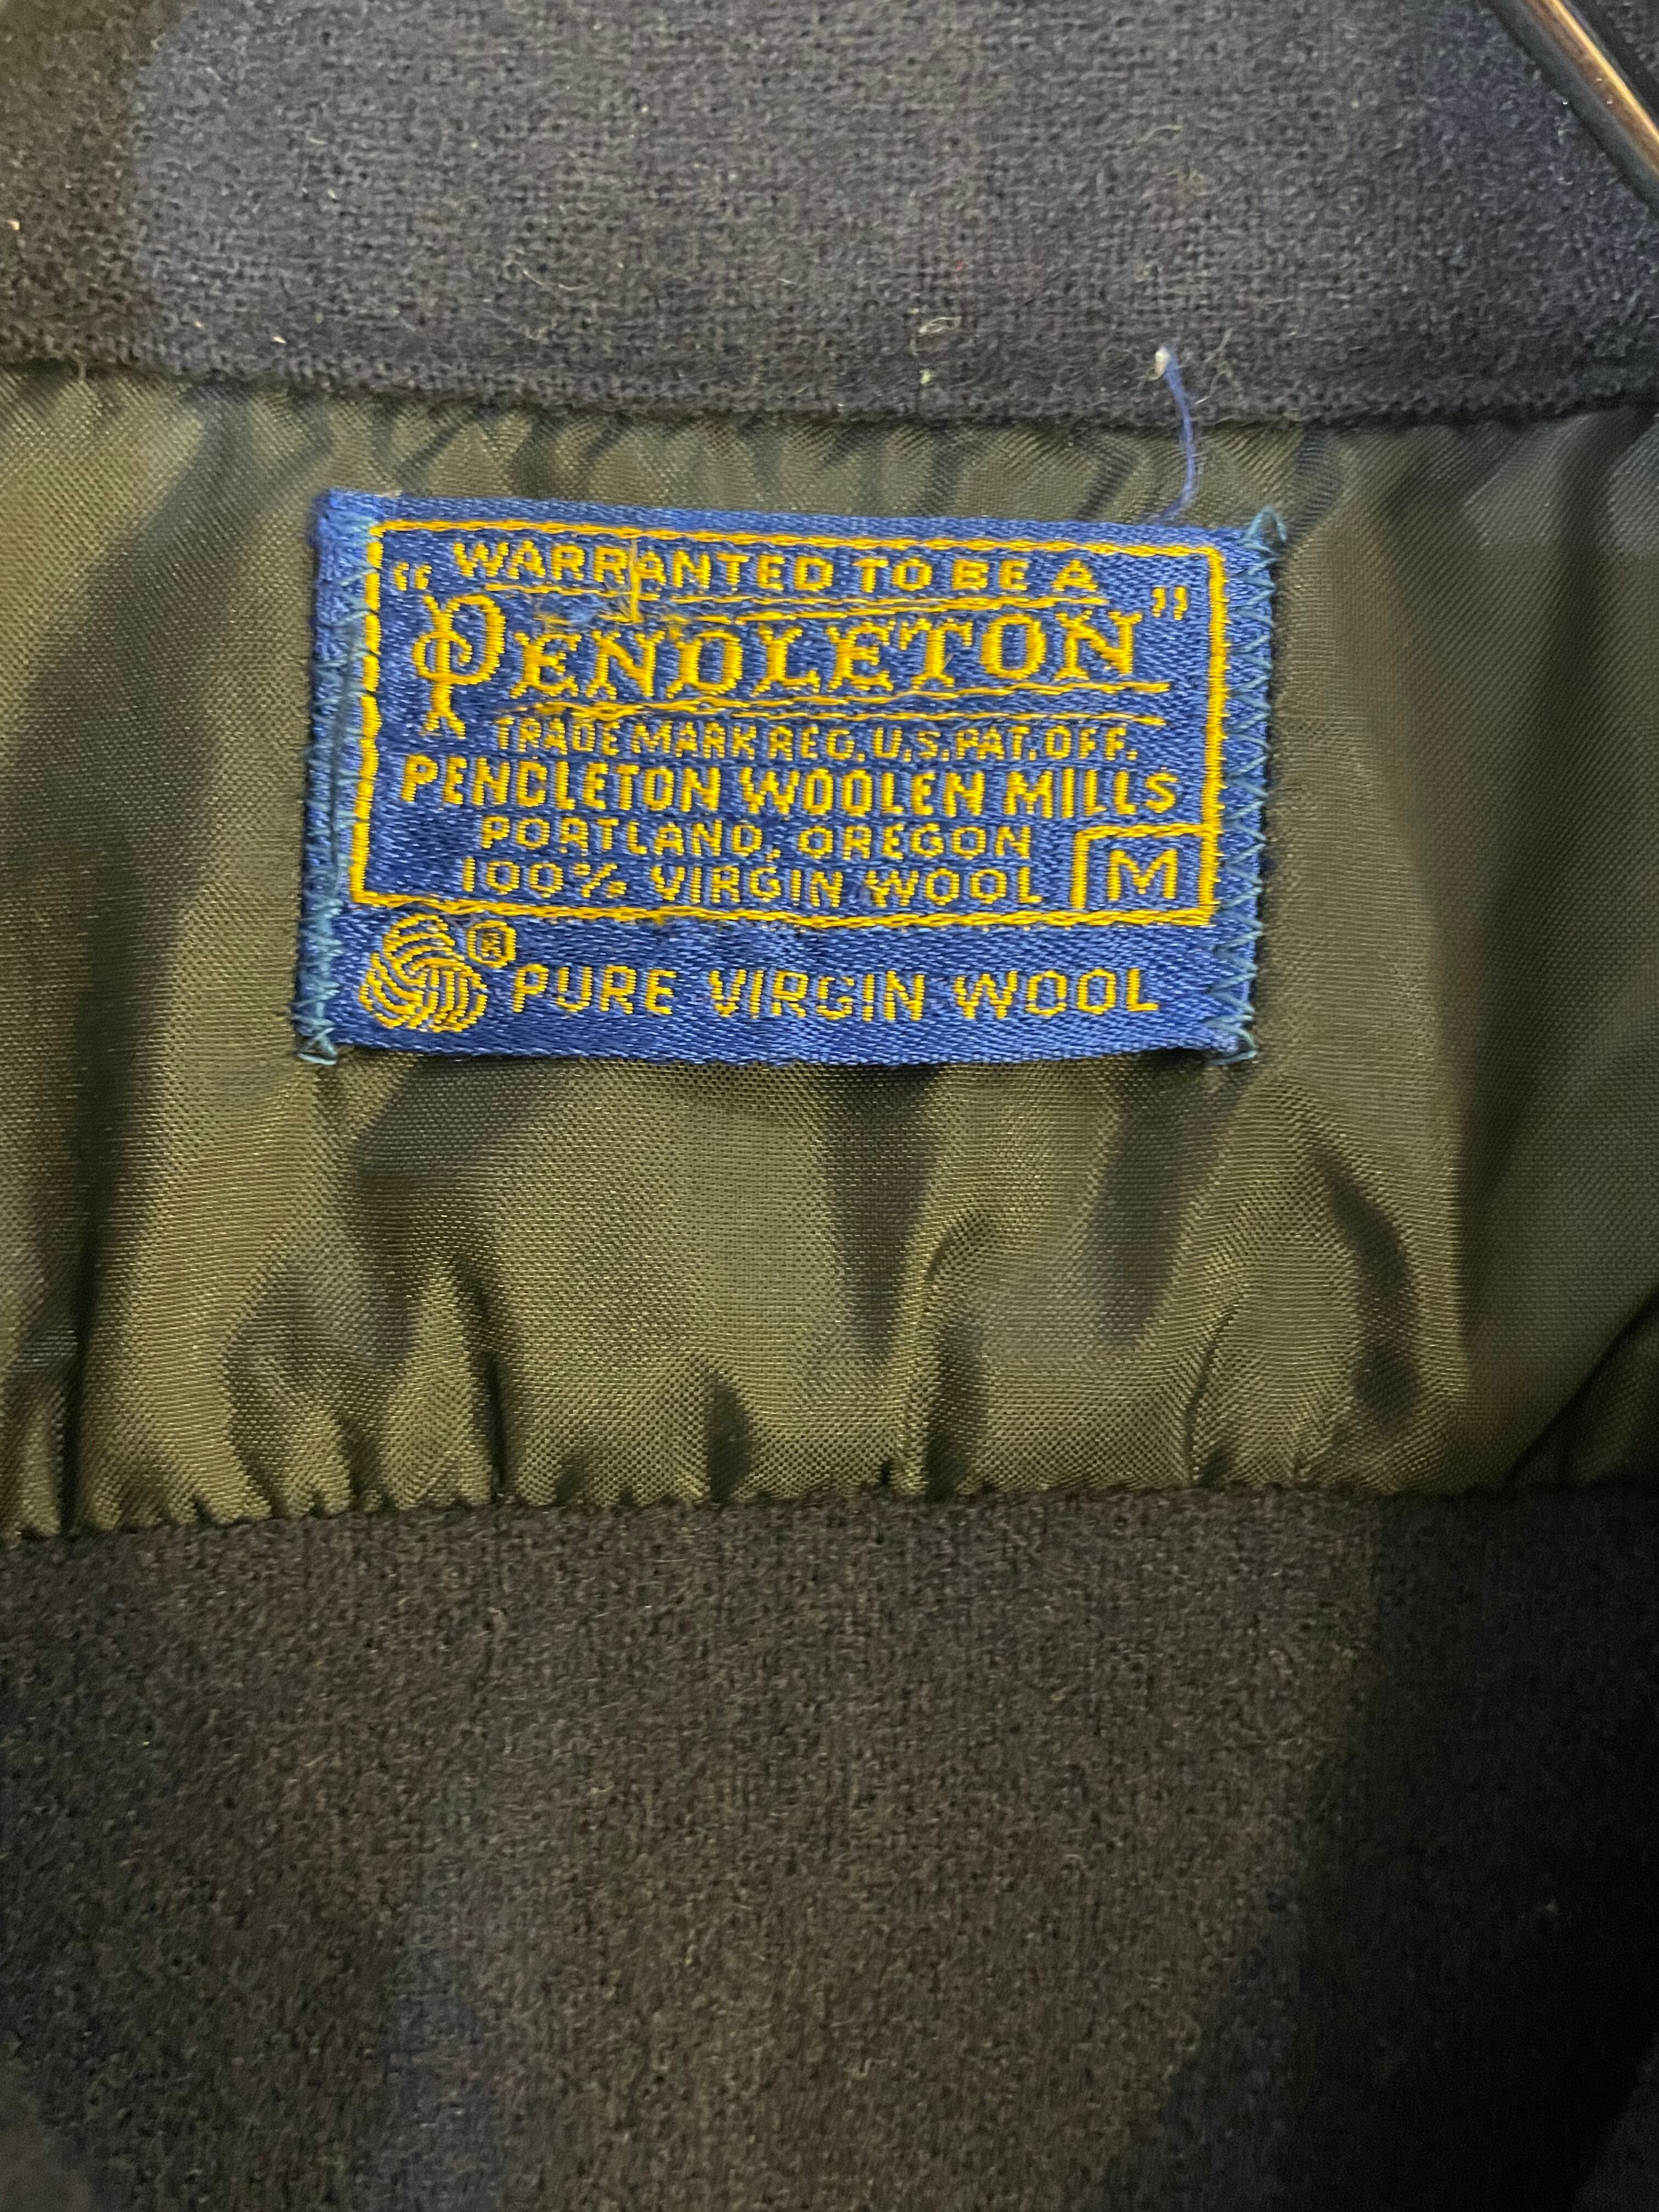 WARRANTED TO BE A
"PENDLETON"
TRADE MARK REG. U.S. PAT. OFF.
PENDLETON WOOLEN MILLS
PORTLAND, OREGON
100% VIRGIN WOOL M
® PURE VIRGIN WOOL